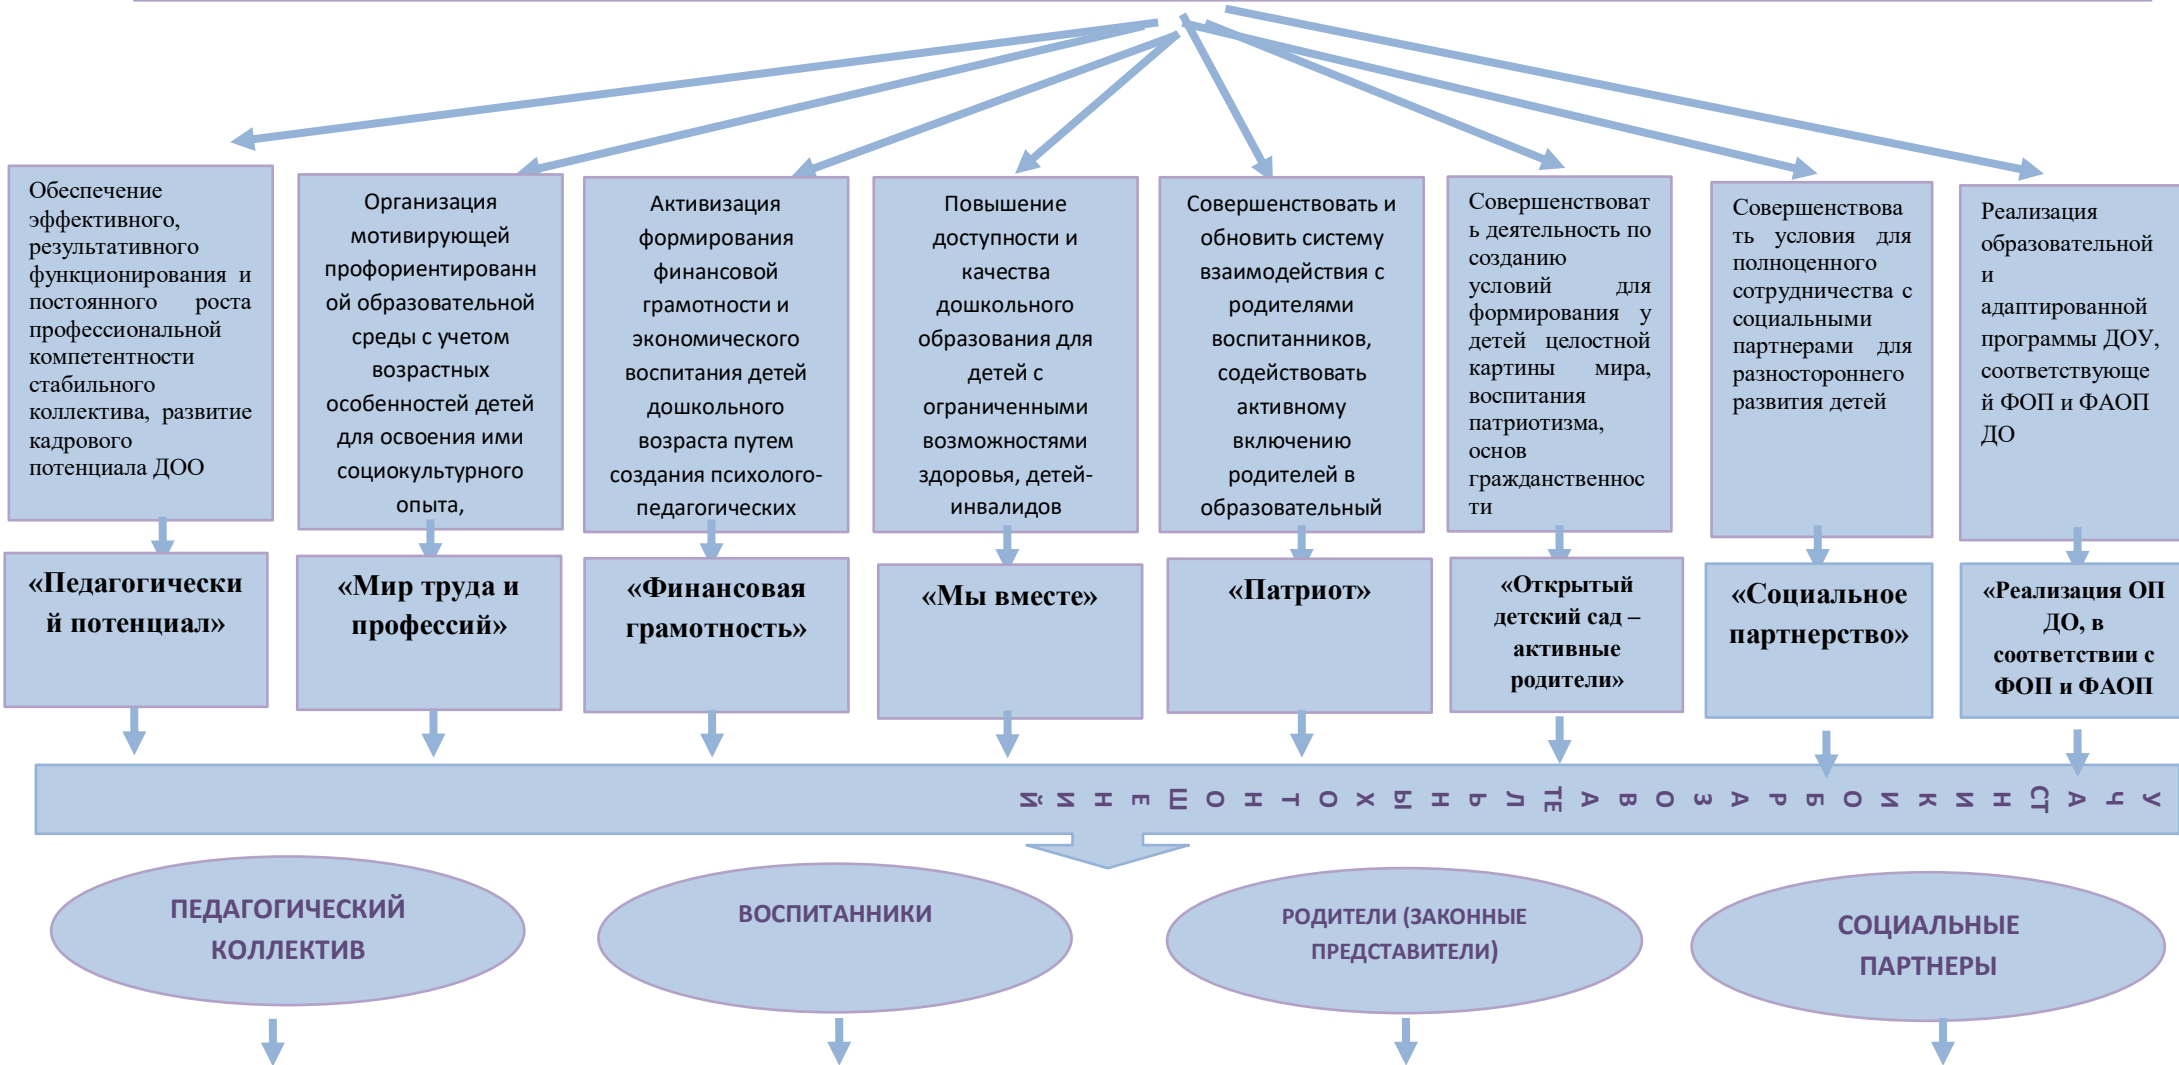 Обеспечение
эффективного,
результативного
функционирования и
постоянного роста
профессиональной
компетентности
стабильного
коллектива, развитие
кадрового
потенциала ДОО
Организация
мотивирующей
профориентированн
ой образовательной
среды с учетом
возрастных
особенностей детей
для освоения ими
социокультурного
опыта,
Активизация
формирования
финансовой
грамотности и
экономического
воспитания детей
дошкольного
возраста путем
создания психолого-
педагогических
Повышение
доступности и
качества
дошкольного
образования для
детей с
ограниченными
возможностями
здоровья, детей-
инвалидов
Совершенствовать и
обновить систему
взаимодействия с
родителями
воспитанников,
содействовать
активному
включению
родителей в
образовательный
Совершенствоват
ь деятельность по
созданию
условий для
формирования у
детей целостной
картины мира,
воспитания
патриотизма,
основ
гражданственнос
ти
Совершенствова
ть условия для
полноценного
сотрудничества с
социальными
партнерами для
разностороннего
развития детей
Реализация
образовательной
и
адаптированной
программы ДОУ,
соответствующе
й ФОП и ФАОП
ДО
«Педагогически
й потенциал»
«Мир труда и
профессий»
«Финансовая
грамотность»
«Мы вместе»
«Патриот»
«Открытый
детский сад –
активные
родители»
«Социальное
партнерство»
«Реализация ОП
ДО, в
соответствии с
ФОП и ФАОП
УЧАСТНИКИ ОБРАЗОВАТЕЛЬНЫХ ОТНОШЕНИЙ
ПЕДАГОГИЧЕСКИЙ
КОЛЛЕКТИВ
ВОСПИТАННИКИ
РОДИТЕЛИ (ЗАКОННЫЕ
ПРЕДСТАВИТЕЛИ)
СОЦИАЛЬНЫЕ
ПАРТНЕРЫ